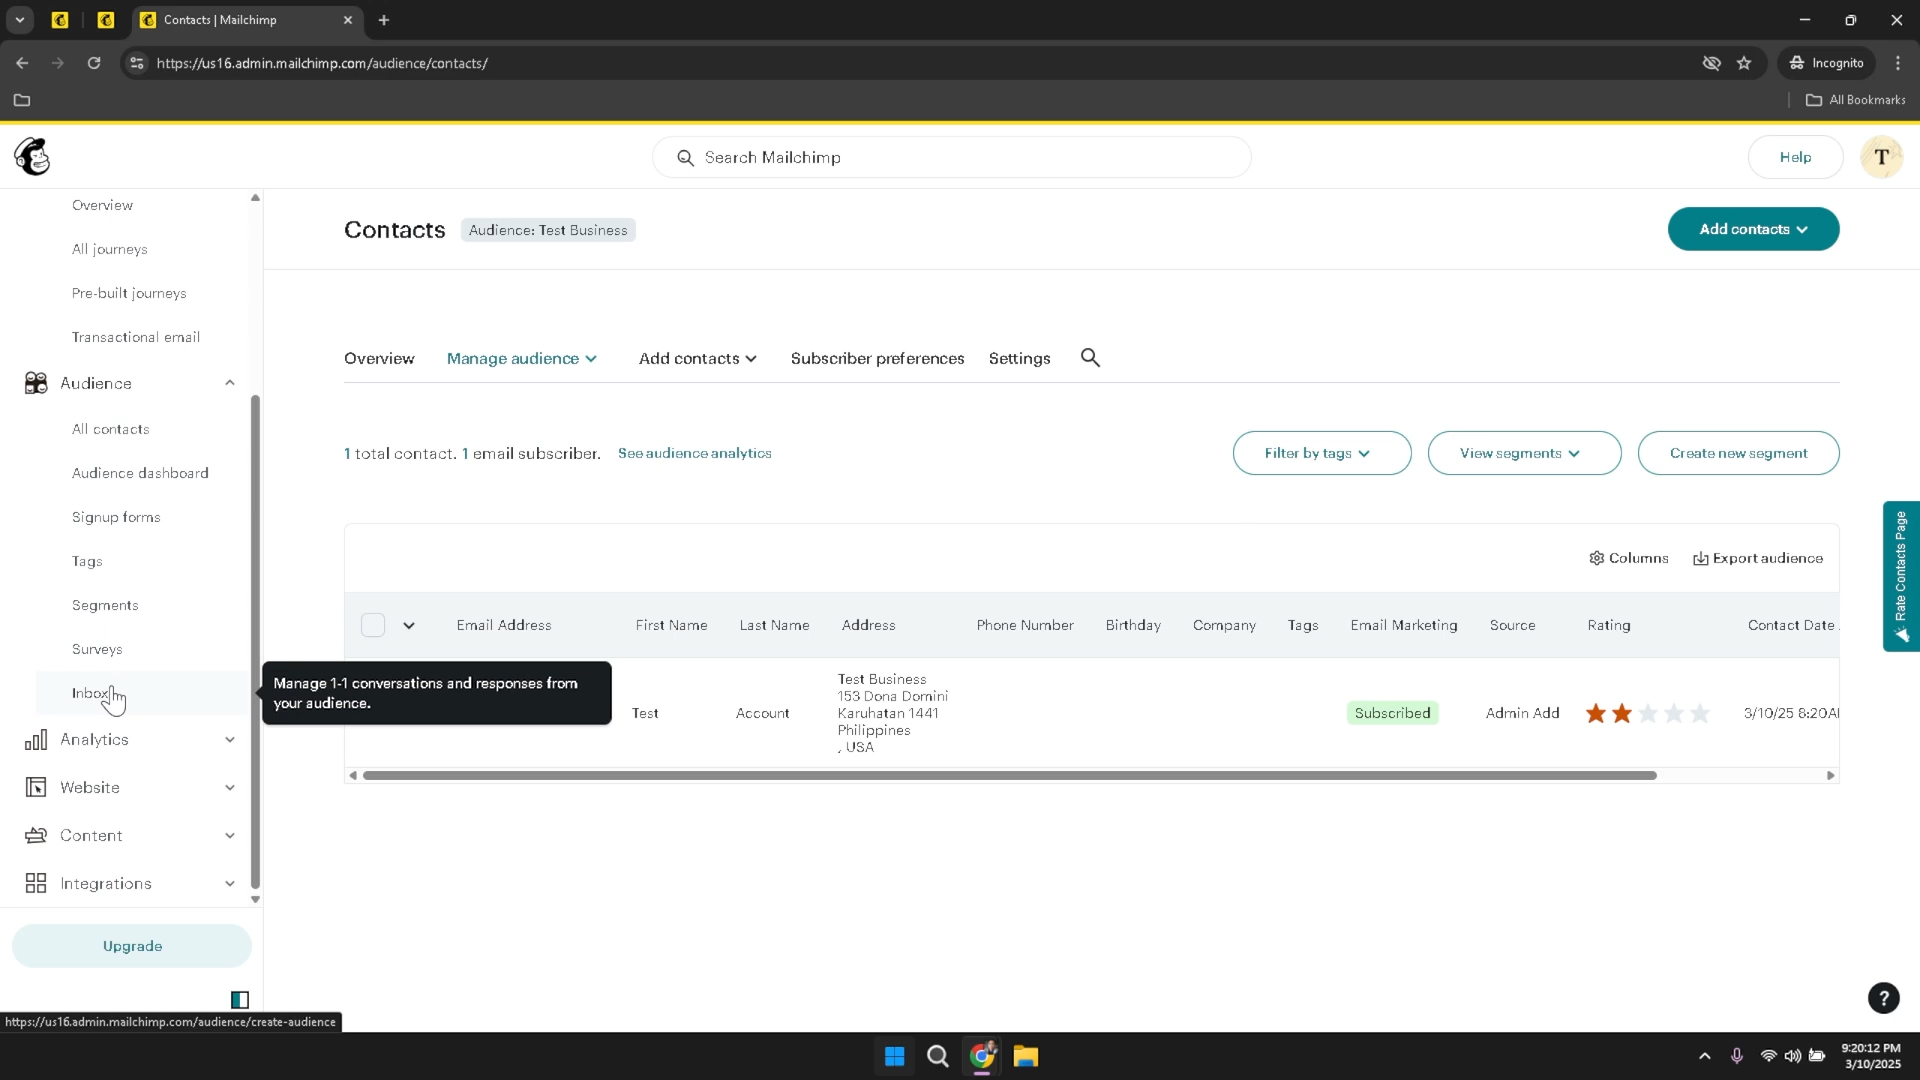 Contacts | Mailchimp
https://us16.admin.mailchimp.com/audience/contacts/
Incognito
All Bookmarks
Search Mailchimp
Help
T
Overview
All journeys
Pre-built journeys
Transactional email
Audience
All contacts
Audience dashboard
Signup forms
Tags
Segments
Surveys
Inbox
Analytics
Website
Content
Integrations
Upgrade
Manage 1-1 conversations and responses from
your audience.
https://us16.admin.mailchimp.com/audience/create-audience
Contacts
Audience: Test Business
Add contacts
Overview
Manage audience
Add contacts
Subscriber preferences
Settings
1 total contact. 1 email subscriber.
See audience analytics
Filter by tags
View segments
Create new segment
Columns
Export audience
Email Address
First Name
Last Name
Address
Phone Number
Birthday
Company
Tags
Email Marketing
Source
Rating
Contact Date
Test
Account
Test Business
153 Dona Domini
Karuhatan 1441
Philippines
, USA
Subscribed
Admin Add
3/10/25 8:20A
Rate Contacts Page
?
9:20:12 PM
3/10/2025